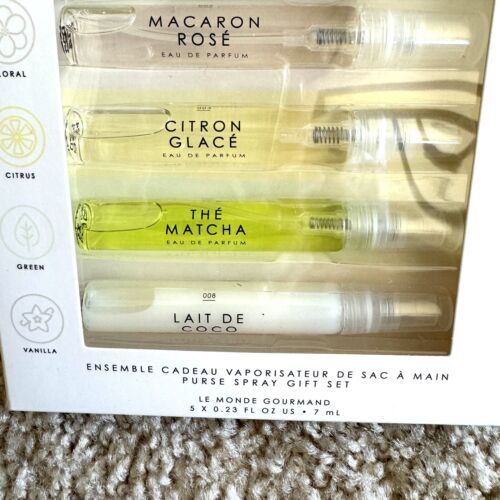 MACARON
ROSÉ
EAU DE PARFUM
CITRUS
CITRON
GLACÉ
EAU DE PARFUM
GREEN
THÉ
MATCHA
EAU DE PARFUM
VANILLA
008
LAIT DE
COCO
ENSEMBLE CADEAU VAPORISATEUR DE SAC À MAIN
PURSE SPRAY GIFT SET
LE MONDE GOURMAND
5 X 0.23 FL OZ US • 7 mL